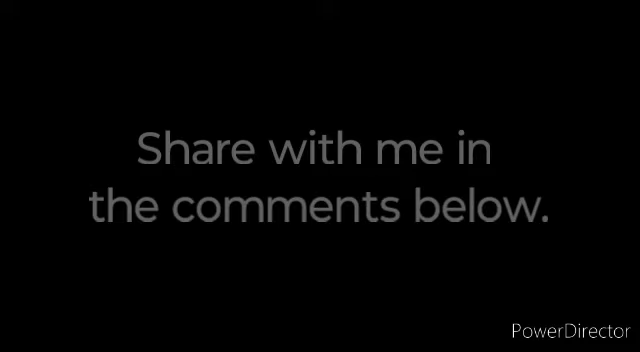 Share with me in
the comments below.
PowerDirector